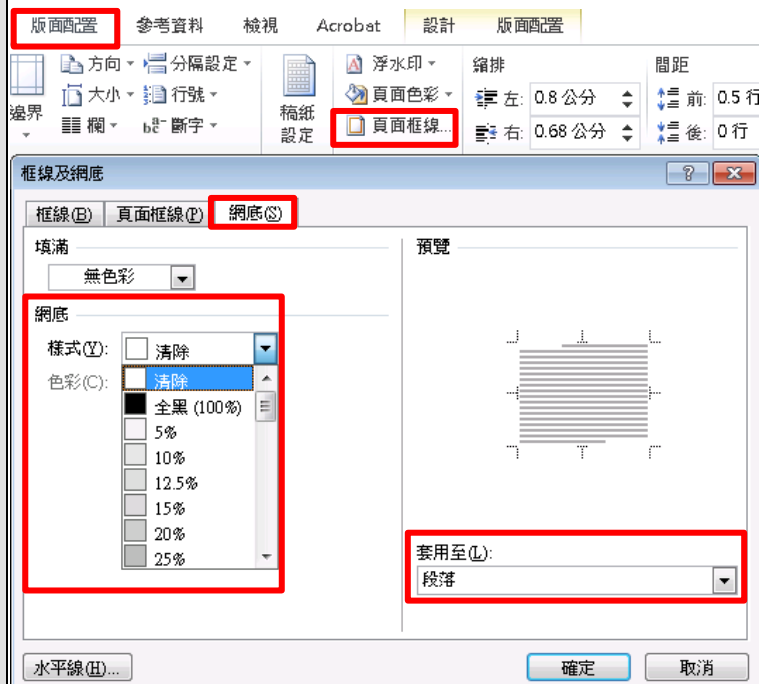 版面配置 參考資料 檢視 Acrobat 設計 版面配置
方向 分隔設定 浮水印 縮排 間距
大小 行號 頁面色彩 左: 0.8 公分 前: 0.5 行
邊界 稿紙
欄 bc 斷字 設定 頁面框線... 右: 0.68 公分 後: 0 行
框線及網底
框線(B) 頁面框線(P) 網底(S)
填滿 預覽
無色彩
網底
樣式(Y): 清除
色彩(C): 清除
全黑 (100%)
5%
10%
12.5%
15%
20%
25%
套用至(L):
段落
水平線(H)... 確定 取消